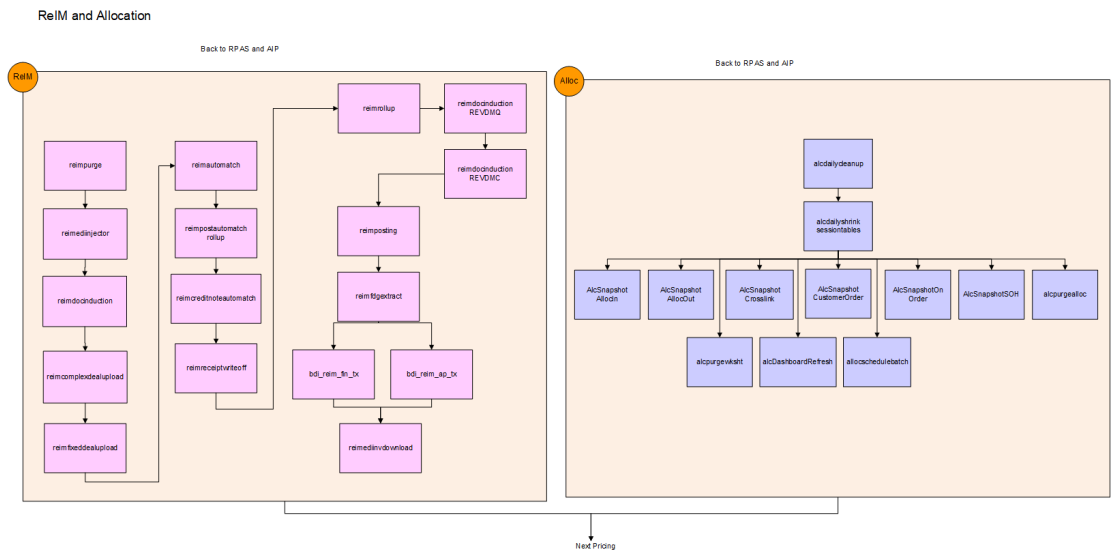 ReIM and Allocation
Back to RPAS and AIP
ReIM
reimpurge
reimediinjector
reimdocinduction
reimcomplexdealupload
reimfixeddealupload
reimautomatch
reimpostautomatch
rollup
reimcreditnoteautomatch
reimreceiptwriteoff
reimrollup
reimdocinduction
REVDMQ
reimdocinduction
REVDMC
reimposting
reimfdgextract
bdi_reim_fin_tx
bdi_reim_ap_tx
reimediinvdownload
Back to RPAS and AIP
Alloc
alcdailycleanup
alcdailyshrink
sessiontables
AlcSnapshot
AllocIn
AlcSnapshot
AllocOut
AlcSnapshot
Crosslink
AlcSnapshot
CustomerOrder
AlcSnapshotOn
Order
AlcSnapshotSOH
alcpurgealloc
alcpurgewksht
alcDashboardRefresh
allocschedulebatch
Next Pricing